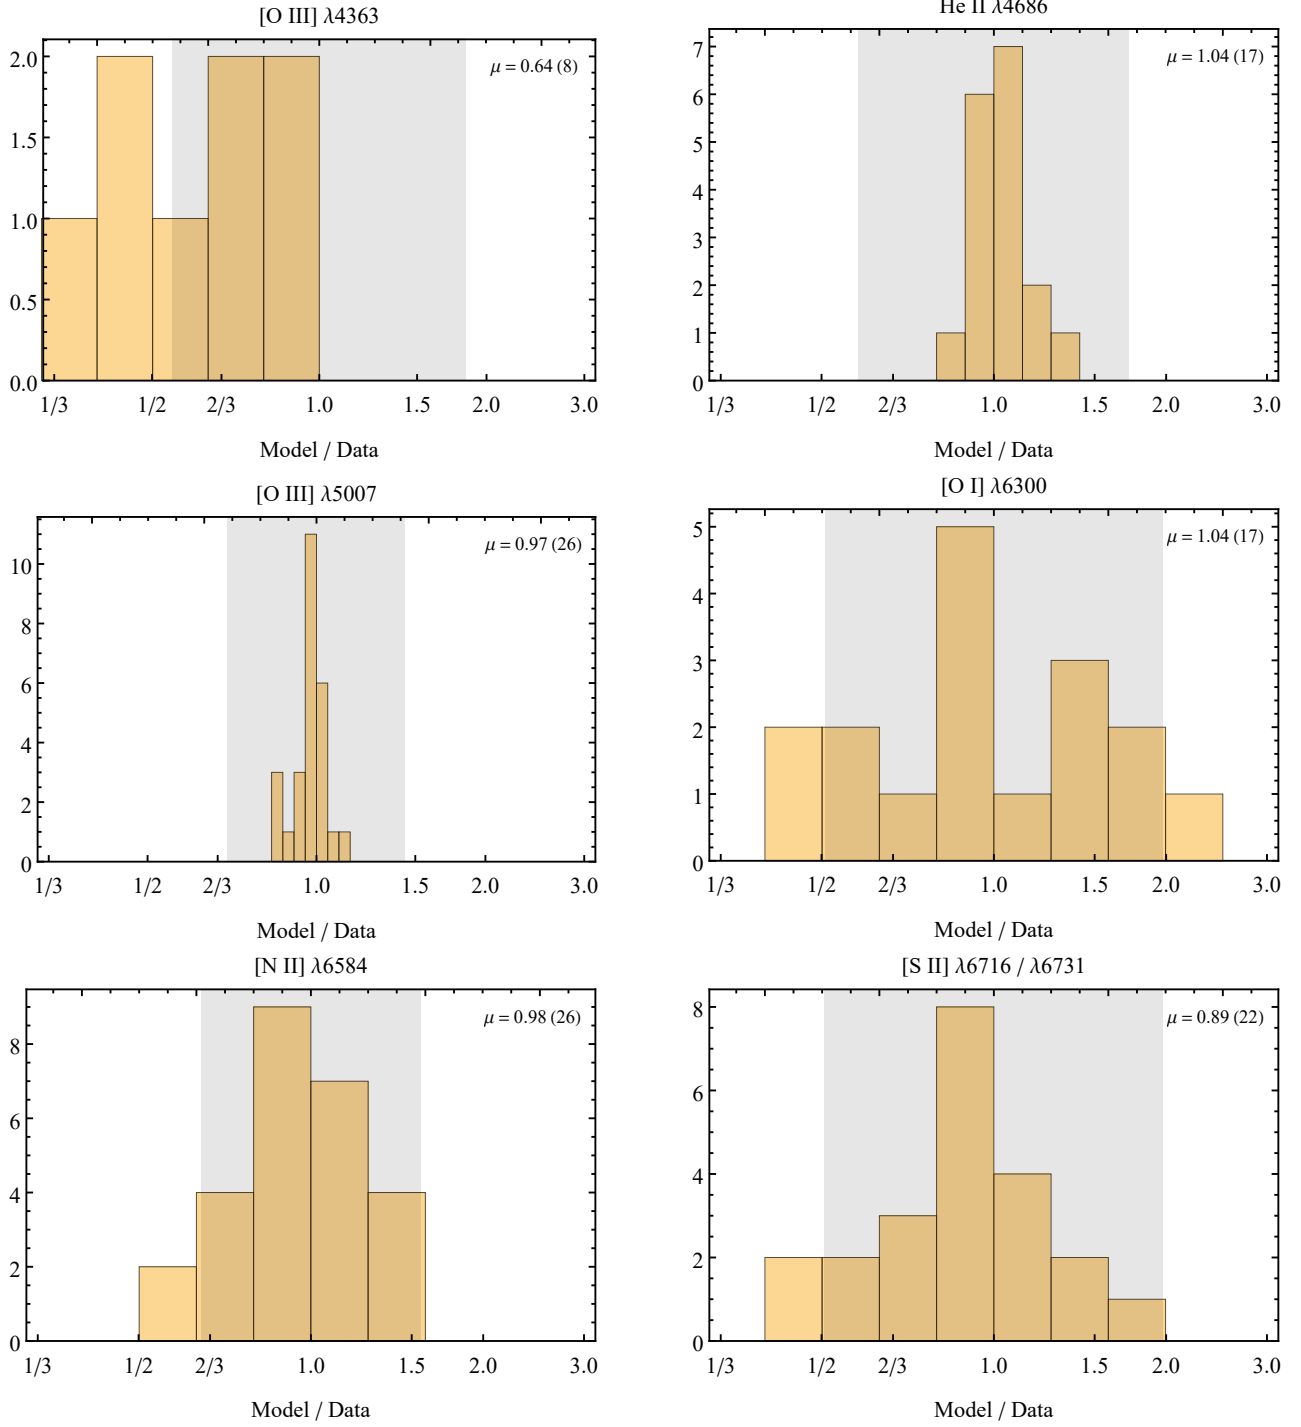 [O III] λ4363
μ = 0.64 (8)
2.0
1.5
1.0
0.5
0.0
1/3 1/2 2/3 1.0 1.5 2.0 3.0
Model / Data
He II λ4686
μ = 1.04 (17)
7
6
5
4
3
2
1
0
1/3 1/2 2/3 1.0 1.5 2.0 3.0
Model / Data
[O III] λ5007
μ = 0.97 (26)
10
8
6
4
2
0
1/3 1/2 2/3 1.0 1.5 2.0 3.0
Model / Data
[O I] λ6300
μ = 1.04 (17)
5
4
3
2
1
0
1/3 1/2 2/3 1.0 1.5 2.0 3.0
Model / Data
[N II] λ6584
μ = 0.98 (26)
8
6
4
2
0
1/3 1/2 2/3 1.0 1.5 2.0 3.0
Model / Data
[S II] λ6716 / λ6731
μ = 0.89 (22)
8
6
4
2
0
1/3 1/2 2/3 1.0 1.5 2.0 3.0
Model / Data